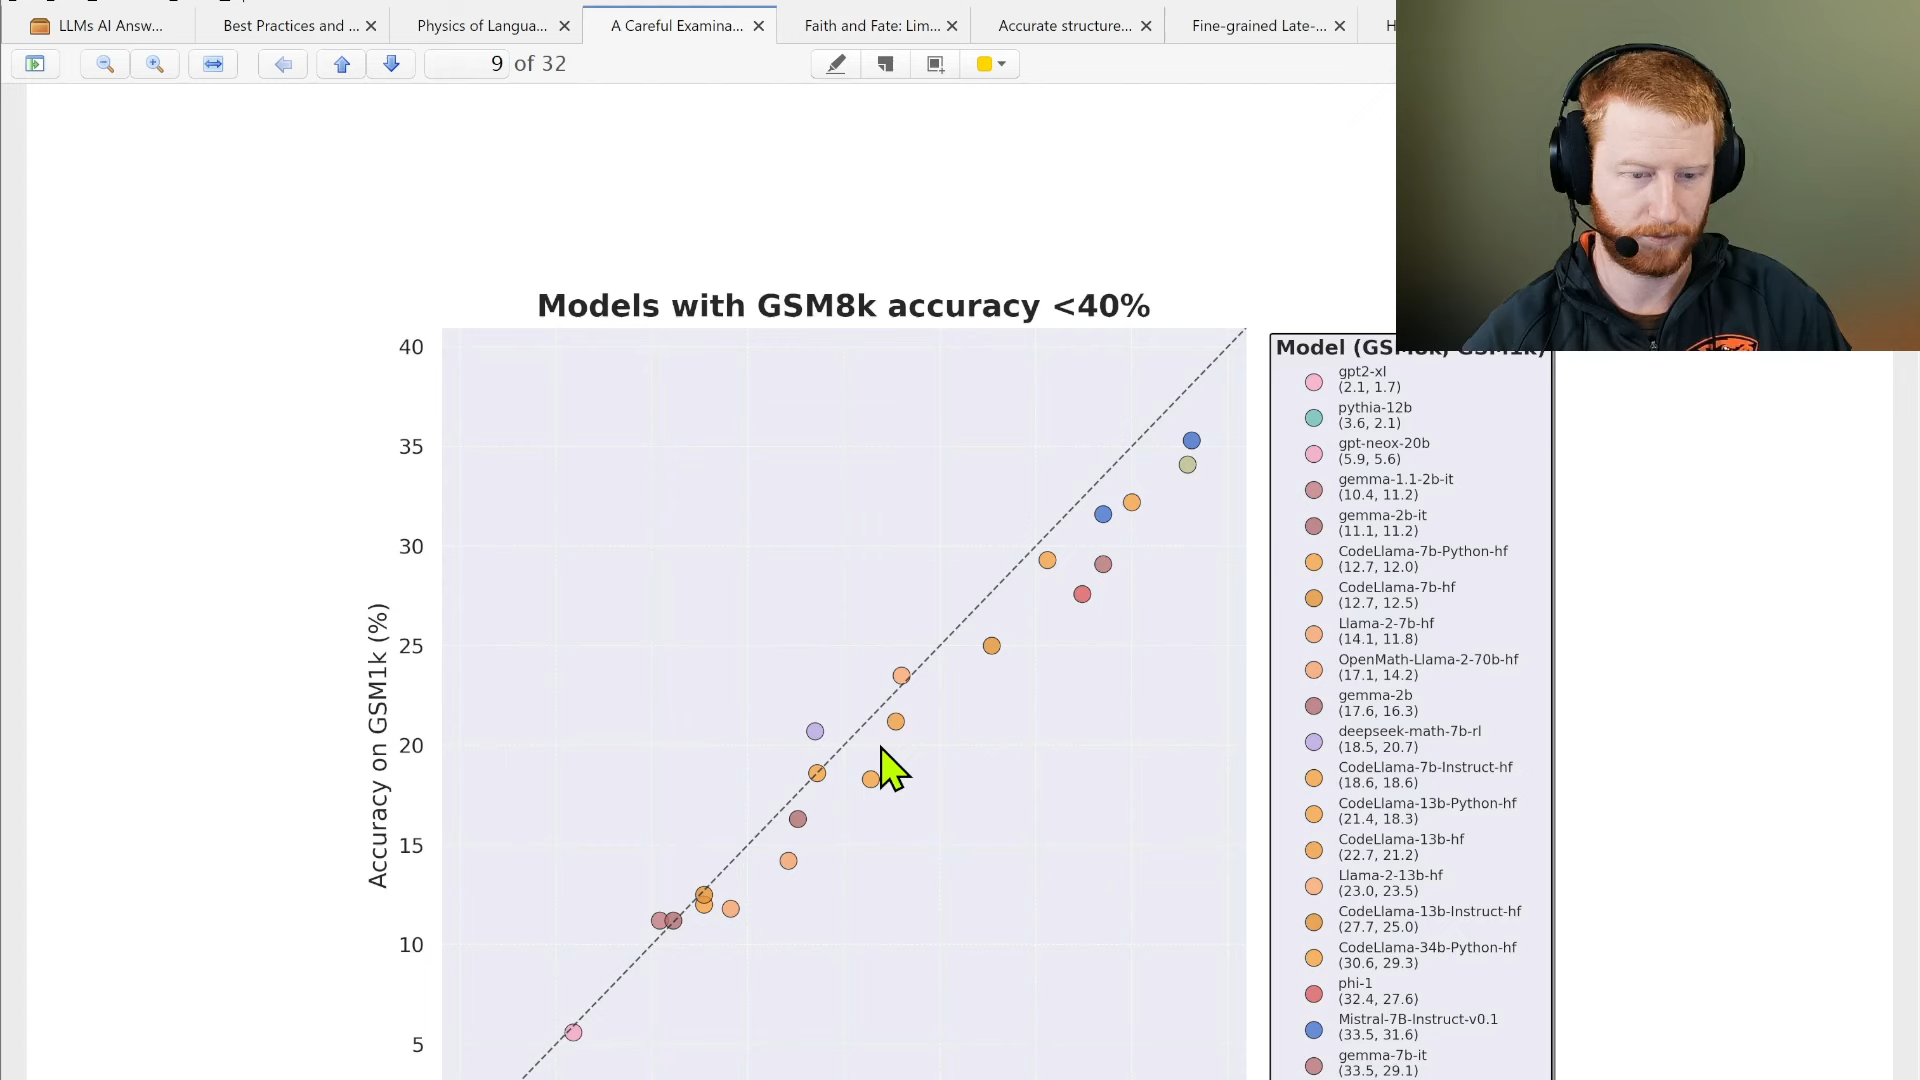 LLMs AI Answ...
Best Practices and ...
Physics of Langua...
A Careful Examina...
Faith and Fate: Lim...
Accurate structure...
Fine-grained Late-...
9 of 32
Models with GSM8k accuracy <40%
Accuracy on GSM1k (%)
40
35
30
25
20
15
10
5
Model (GSM8k, GSM1k)
gpt2-xl
(2.1, 1.7)
pythia-12b
(3.6, 2.1)
gpt-neox-20b
(5.9, 5.6)
gemma-1.1-2b-it
(10.4, 11.2)
gemma-2b-it
(11.1, 11.2)
CodeLlama-7b-Python-hf
(12.7, 12.0)
CodeLlama-7b-hf
(12.7, 12.5)
Llama-2-7b-hf
(14.1, 11.8)
OpenMath-Llama-2-70b-hf
(17.1, 14.2)
gemma-2b
(17.6, 16.3)
deepseek-math-7b-rl
(18.5, 20.7)
CodeLlama-7b-Instruct-hf
(18.6, 18.6)
CodeLlama-13b-Python-hf
(21.4, 18.3)
CodeLlama-13b-hf
(22.7, 21.2)
Llama-2-13b-hf
(23.0, 23.5)
CodeLlama-13b-Instruct-hf
(27.7, 25.0)
CodeLlama-34b-Python-hf
(30.6, 29.3)
phi-1
(32.4, 27.6)
Mistral-7B-Instruct-v0.1
(33.5, 31.6)
gemma-7b-it
(33.5, 29.1)